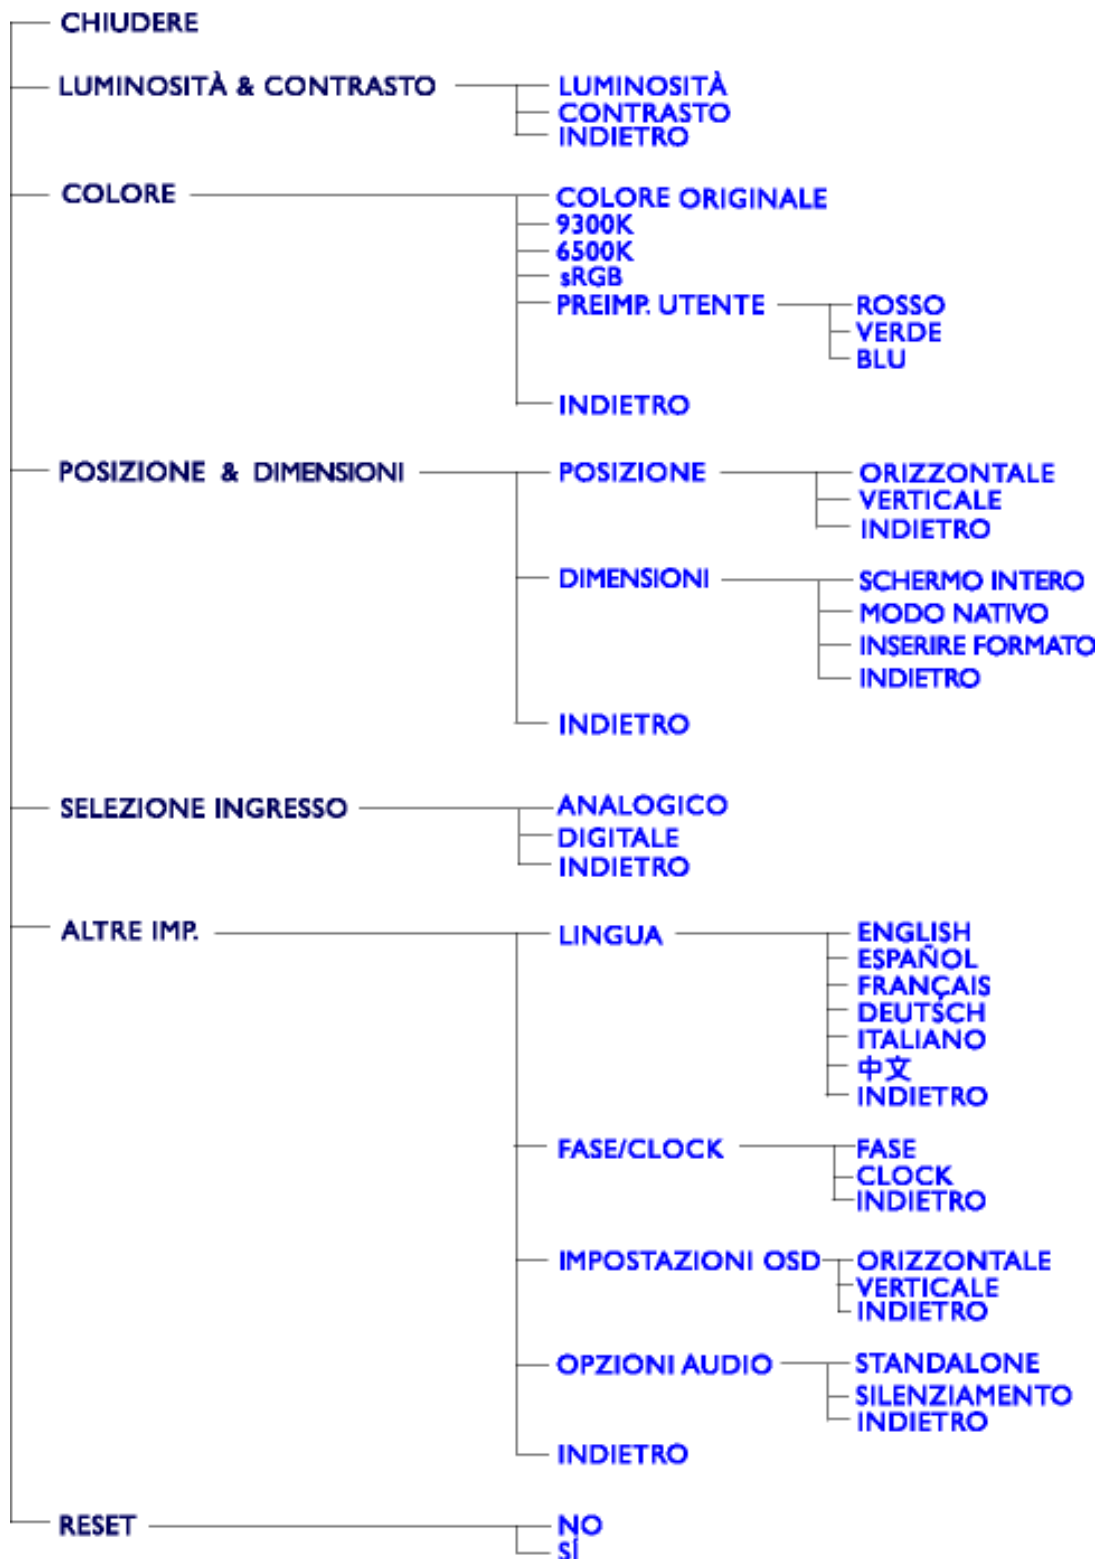 CHIUDERE
LUMINOSITÀ & CONTRASTO
LUMINOSITÀ
CONTRASTO
INDIETRO
COLORE
COLORE ORIGINALE
9300K
6500K
sRGB
PREIMP. UTENTE
ROSSO
VERDE
BLU
INDIETRO
POSIZIONE & DIMENSIONI
POSIZIONE
ORIZZONTALE
VERTICALE
INDIETRO
DIMENSIONI
SCHERMO INTERO
MODO NATIVO
INSERIRE FORMATO
INDIETRO
INDIETRO
SELEZIONE INGRESSO
ANALOGICO
DIGITALE
INDIETRO
ALTRE IMP.
LINGUA
ENGLISH
ESPAÑOL
FRANÇAIS
DEUTSCH
ITALIANO
中文
INDIETRO
FASE/CLOCK
FASE
CLOCK
INDIETRO
IMPOSTAZIONI OSD
ORIZZONTALE
VERTICALE
INDIETRO
OPZIONI AUDIO
STANDALONE
SILENZIAMENTO
INDIETRO
INDIETRO
RESET
NO
SÍ